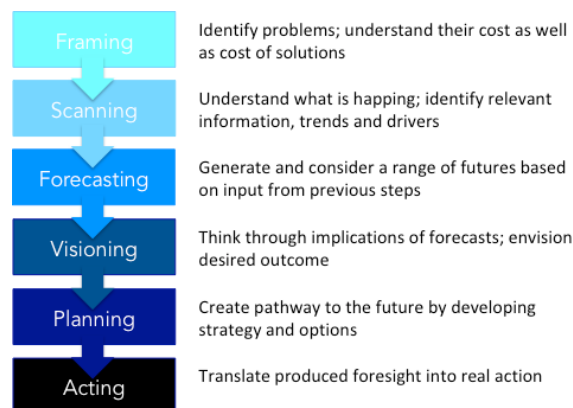 Framing
Identify problems; understand their cost as well
as cost of solutions
Scanning
Understand what is happing; identify relevant
information, trends and drivers
Forecasting
Generate and consider a range of futures based
on input from previous steps
Visioning
Think through implications of forecasts; envision
desired outcome
Planning
Create pathway to the future by developing
strategy and options
Acting
Translate produced foresight into real action